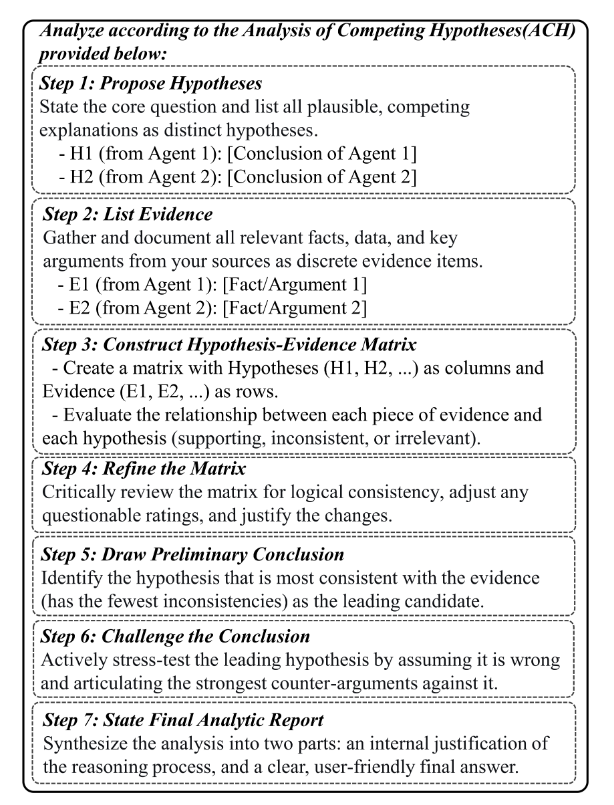 Analyze according to the Analysis of Competing Hypotheses(ACH)
provided below:
Step 1: Propose Hypotheses
State the core question and list all plausible, competing
explanations as distinct hypotheses.
- H1 (from Agent 1): [Conclusion of Agent 1]
- H2 (from Agent 2): [Conclusion of Agent 2]
Step 2: List Evidence
Gather and document all relevant facts, data, and key
arguments from your sources as discrete evidence items.
- E1 (from Agent 1): [Fact/Argument 1]
- E2 (from Agent 2): [Fact/Argument 2]
Step 3: Construct Hypothesis-Evidence Matrix
- Create a matrix with Hypotheses (H1, H2, ...) as columns and
Evidence (E1, E2, ...) as rows.
- Evaluate the relationship between each piece of evidence and
each hypothesis (supporting, inconsistent, or irrelevant).
Step 4: Refine the Matrix
Critically review the matrix for logical consistency, adjust any
questionable ratings, and justify the changes.
Step 5: Draw Preliminary Conclusion
Identify the hypothesis that is most consistent with the evidence
(has the fewest inconsistencies) as the leading candidate.
Step 6: Challenge the Conclusion
Actively stress-test the leading hypothesis by assuming it is wrong
and articulating the strongest counter-arguments against it.
Step 7: State Final Analytic Report
Synthesize the analysis into two parts: an internal justification of
the reasoning process, and a clear, user-friendly final answer.